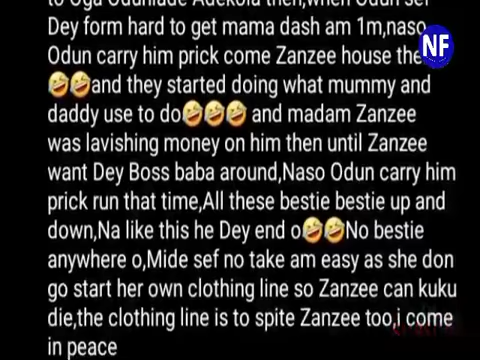 to Oga Odunlade Adekola then,when Odun sef
Dey form hard to get mama dash am 1m,naso
Odun carry him prick come Zanzee house the
NF
🤣🤣and they started doing what mummy and
daddy use to do🤣🤣🤣 and madam Zanzee
was lavishing money on him then until Zanzee
want Dey Boss baba around,Naso Odun carry him
prick run that time,All these bestie bestie up and
down,Na like this he Dey end o🤣🤣No bestie
anywhere o,Mide sef no take am easy as she don
go start her own clothing line so Zanzee can kuku
die,the clothing line is to spite Zanzee too,i come
in peace